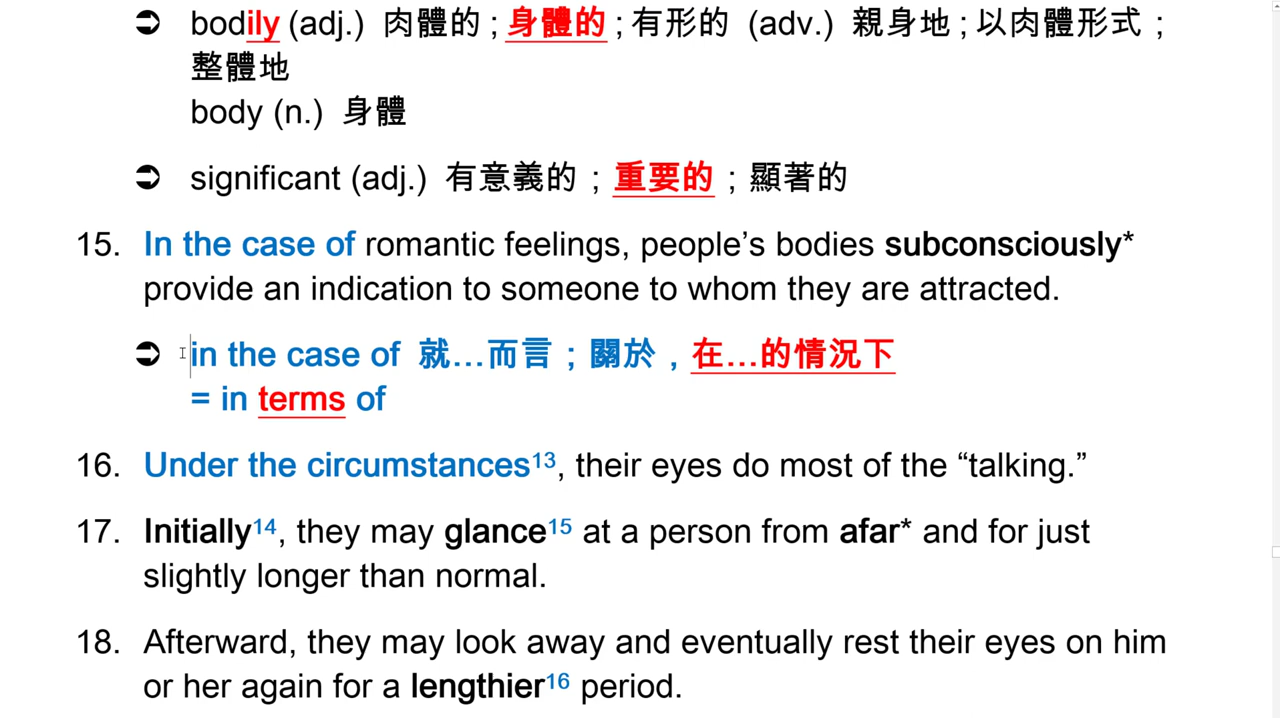 ➲ bodily (adj.) 肉體的；身體的；有形的 (adv.) 親身地；以肉體形式；
整體地
body (n.) 身體
➲ significant (adj.) 有意義的；重要的；顯著的
15. In the case of romantic feelings, people’s bodies subconsciously*
provide an indication to someone to whom they are attracted.
➲ in the case of 就…而言；關於，在…的情況下
= in terms of
16. Under the circumstances13, their eyes do most of the “talking.”
17. Initially14, they may glance15 at a person from afar* and for just
slightly longer than normal.
18. Afterward, they may look away and eventually rest their eyes on him
or her again for a lengthier16 period.